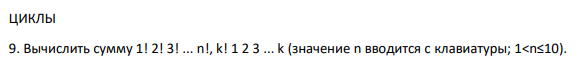 ЦИКЛЫ
9. Вычислить сумму 1! 2! 3! ... n!, k! 1 2 3 ... k (значение n вводится с клавиатуры; 1<n≤10).